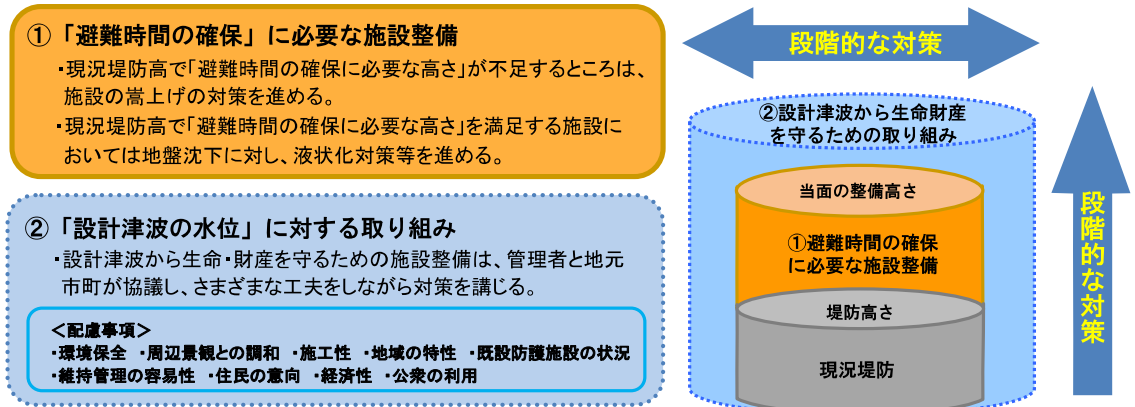 ① 「避難時間の確保」に必要な施設整備
・現況堤防高で「避難時間の確保に必要な高さ」が不足するところは、
施設の嵩上げの対策を進める。
・現況堤防高で「避難時間の確保に必要な高さ」を満足する施設に
おいては地盤沈下に対し、液状化対策等を進める。
② 「設計津波の水位」に対する取り組み
・設計津波から生命・財産を守るための施設整備は、管理者と地元
市町が協議し、さまざまな工夫をしながら対策を講じる。
＜配慮事項＞
・環境保全 ・周辺景観との調和 ・施工性 ・地域の特性 ・既設防護施設の状況
・維持管理の容易性 ・住民の意向 ・経済性 ・公衆の利用
段階的な対策
②設計津波から生命財産
を守るための取り組み
当面の整備高さ
①避難時間の確保
に必要な施設整備
堤防高さ
現況堤防
段階的な対策